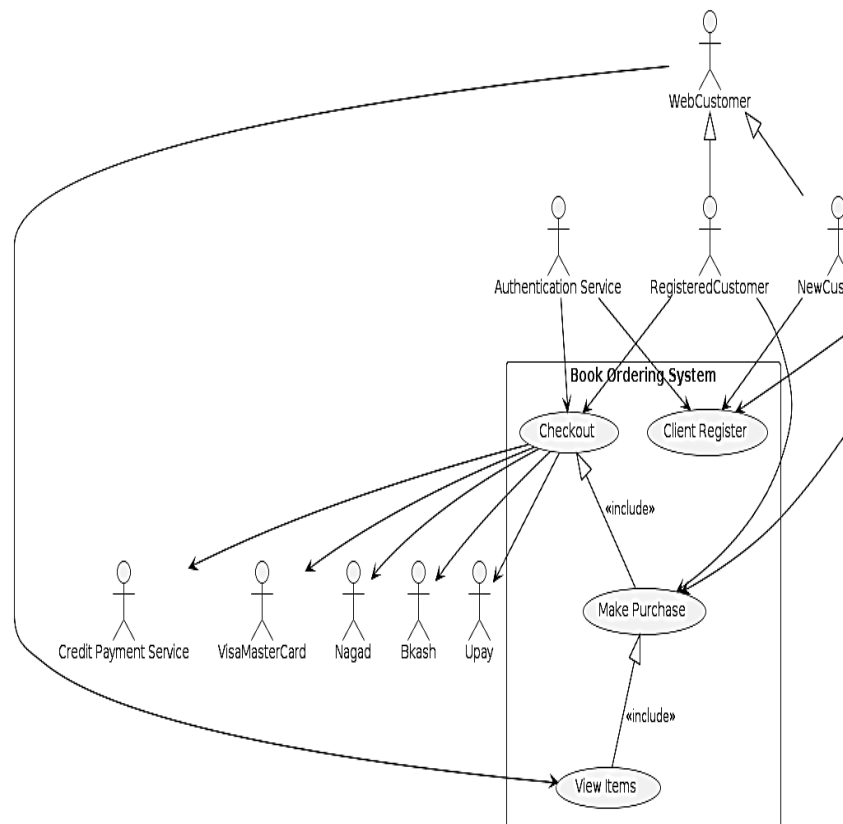 WebCustomer
Authentication Service
RegisteredCustomer
NewCus
Book Ordering System
Checkout
Client Register
«include»
Make Purchase
Credit Payment Service
VisaMasterCard
Nagad
Bkash
Upay
«include»
View Items